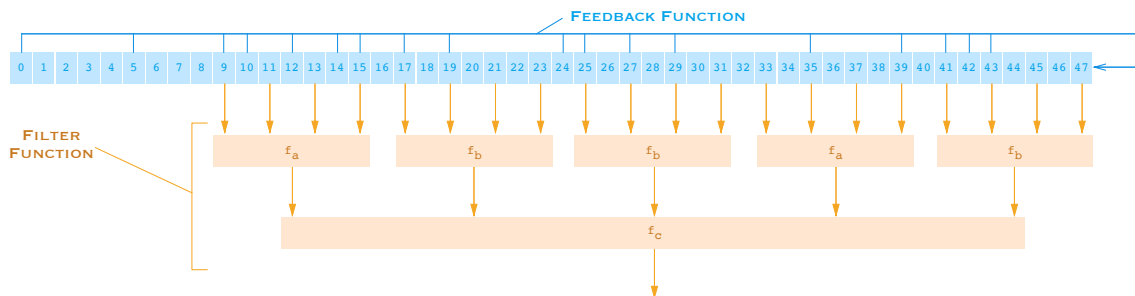 FEEDBACK FUNCTION
0 1 2 3 4 5 6 7 8 9 10 11 12 13 14 15 16 17 18 19 20 21 22 23 24 25 26 27 28 29 30 31 32 33 34 35 36 37 38 39 40 41 42 43 44 45 46 47
FILTER
FUNCTION
fa fb fb fa fb
fc